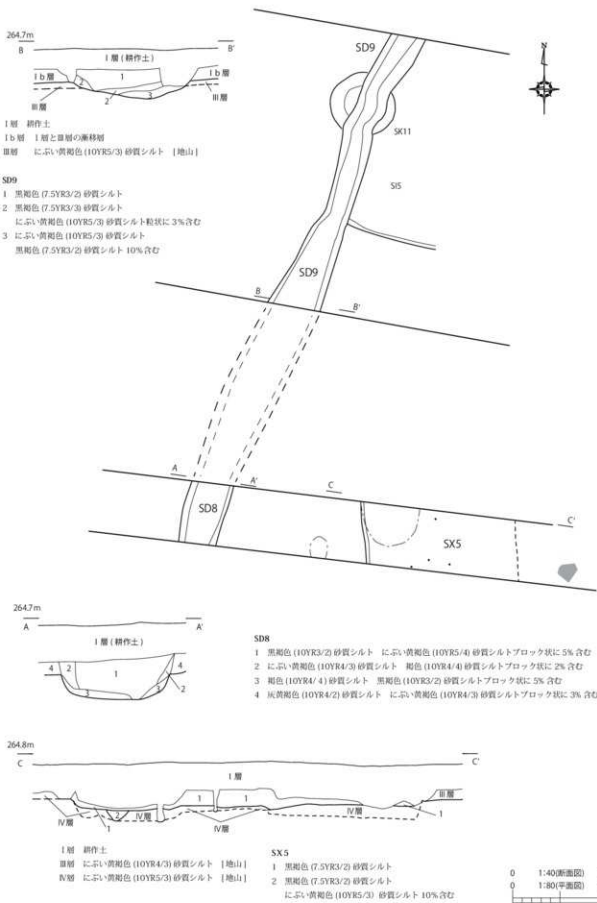 264.7m
B B'
Ⅰ層 (耕作土)
Ⅰb層 2 1 Ⅰb層
Ⅲ層 2 3 Ⅲ層
Ⅰ層 耕作土
Ⅰb層 Ⅰ層とⅢ層の漸移層
Ⅲ層 にぶい黄褐色 (10YR5/3) 砂質シルト [地山]
SD9
1 黒褐色 (7.5YR3/2) 砂質シルト
2 黒褐色 (7.5YR3/3) 砂質シルト
にぶい黄褐色 (10YR5/3) 砂質シルト粒状に 3% 含む
3 にぶい黄褐色 (10YR5/3) 砂質シルト
黒褐色 (7.5YR3/2) 砂質シルト 10% 含む
SD9
N
SK11
SI5
SD9
B B'
A A'
C C'
SD8
SX5
264.7m
A A'
Ⅰ層 (耕作土)
4 2 1 4
3 3 2
SD8
1 黒褐色 (10YR3/2) 砂質シルト にぶい黄褐色 (10YR5/4) 砂質シルトブロック状に 5% 含む
2 にぶい黄褐色 (10YR4/3) 砂質シルト 褐色 (10YR4/4) 砂質シルトブロック状に 2% 含む
3 褐色 (10YR4/4) 砂質シルト 黒褐色 (10YR3/2) 砂質シルトブロック状に 5% 含む
4 灰黄褐色 (10YR4/2) 砂質シルト にぶい黄褐色 (10YR4/3) 砂質シルトブロック状に 3% 含む
264.8m
C C'
Ⅰ層
1 1 Ⅲ層
Ⅳ層 2 Ⅳ層 Ⅳ層 Ⅳ層 1
1
Ⅰ層 耕作土
Ⅲ層 にぶい黄褐色 (10YR4/3) 砂質シルト [地山]
Ⅳ層 にぶい黄褐色 (10YR5/3) 砂質シルト [地山]
SX5
1 黒褐色 (7.5YR3/2) 砂質シルト
2 黒褐色 (7.5YR3/2) 砂質シルト
にぶい黄褐色 (10YR5/3) 砂質シルト 10% 含む
0 1:40(断面図)
0 1:80(平面図)